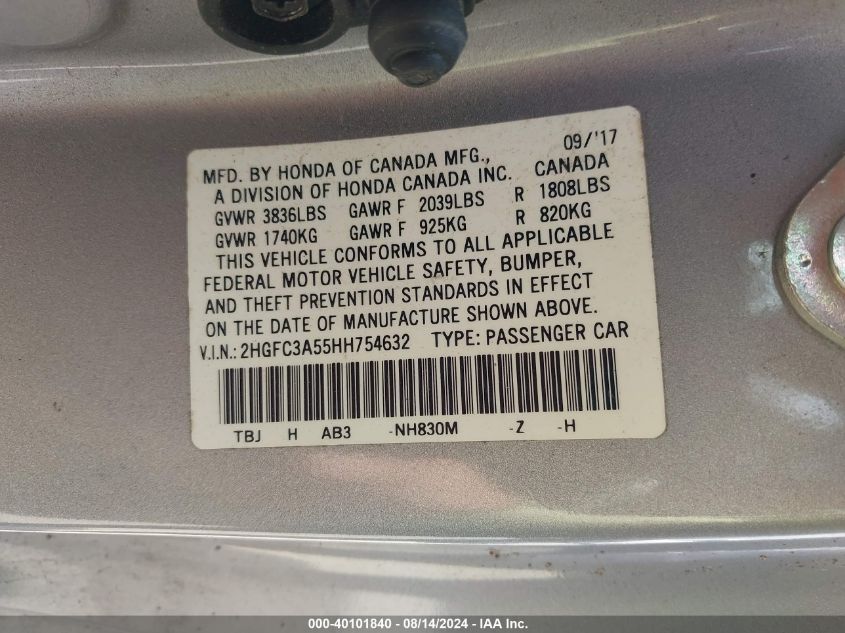 MFD. BY HONDA OF CANADA MFG., 09/'17
A DIVISION OF HONDA CANADA INC. CANADA
GVWR 3836LBS GAWR F 2039LBS R 1808LBS
GVWR 1740KG GAWR F 925KG R 820KG
THIS VEHICLE CONFORMS TO ALL APPLICABLE
FEDERAL MOTOR VEHICLE SAFETY, BUMPER,
AND THEFT PREVENTION STANDARDS IN EFFECT
ON THE DATE OF MANUFACTURE SHOWN ABOVE.
V.I.N.: 2HGFC3A55HH754632 TYPE: PASSENGER CAR
TBJ H AB3 -NH830M -Z -H
000-40101840 - 08/14/2024 - IAA Inc.